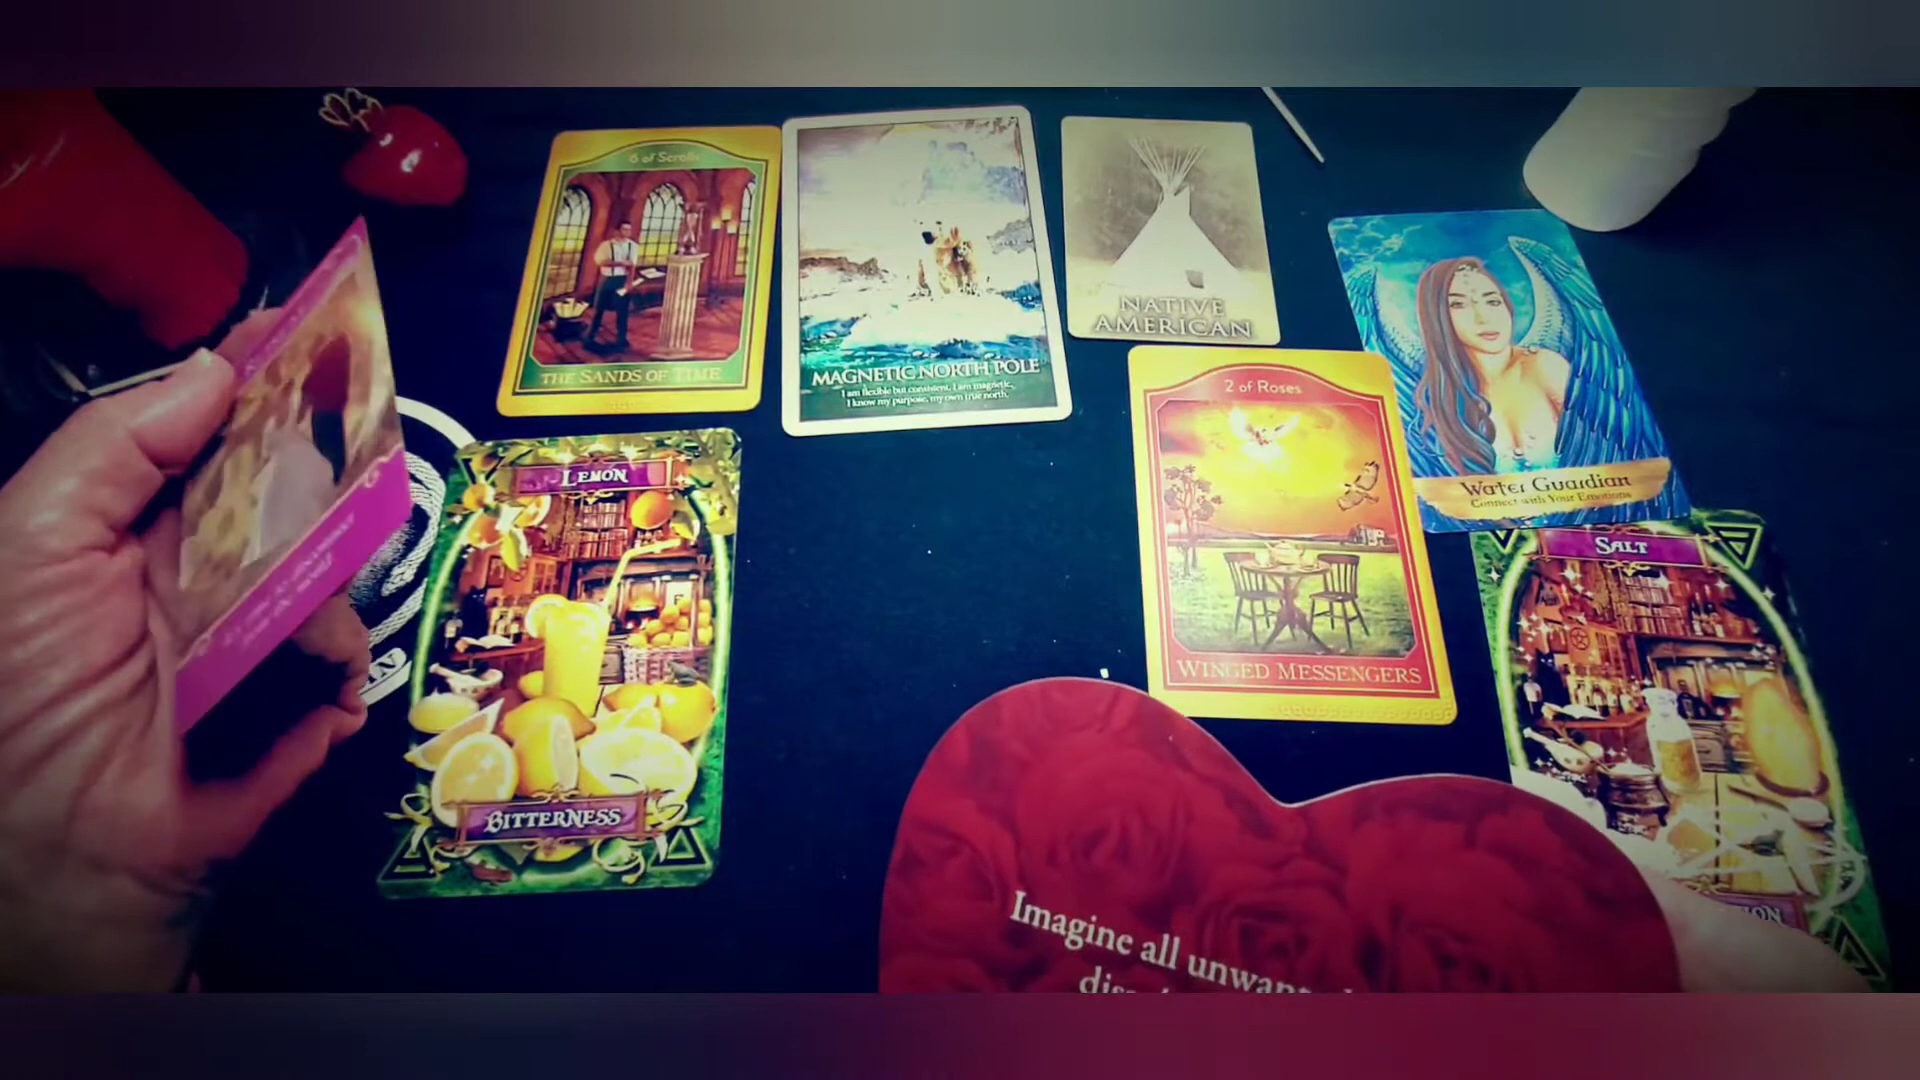 6 of Scrolls
THE SANDS OF TIME
MAGNETIC NORTH POLE
I am flexible but consistent. I am magnetic,
I know my purpose, my own true north.
NATIVE
AMERICAN
Water Guardian
Connect with Your Emotions
2 of Roses
WINGED MESSENGERS
LEMON
BITTERNESS
SALT
Imagine all